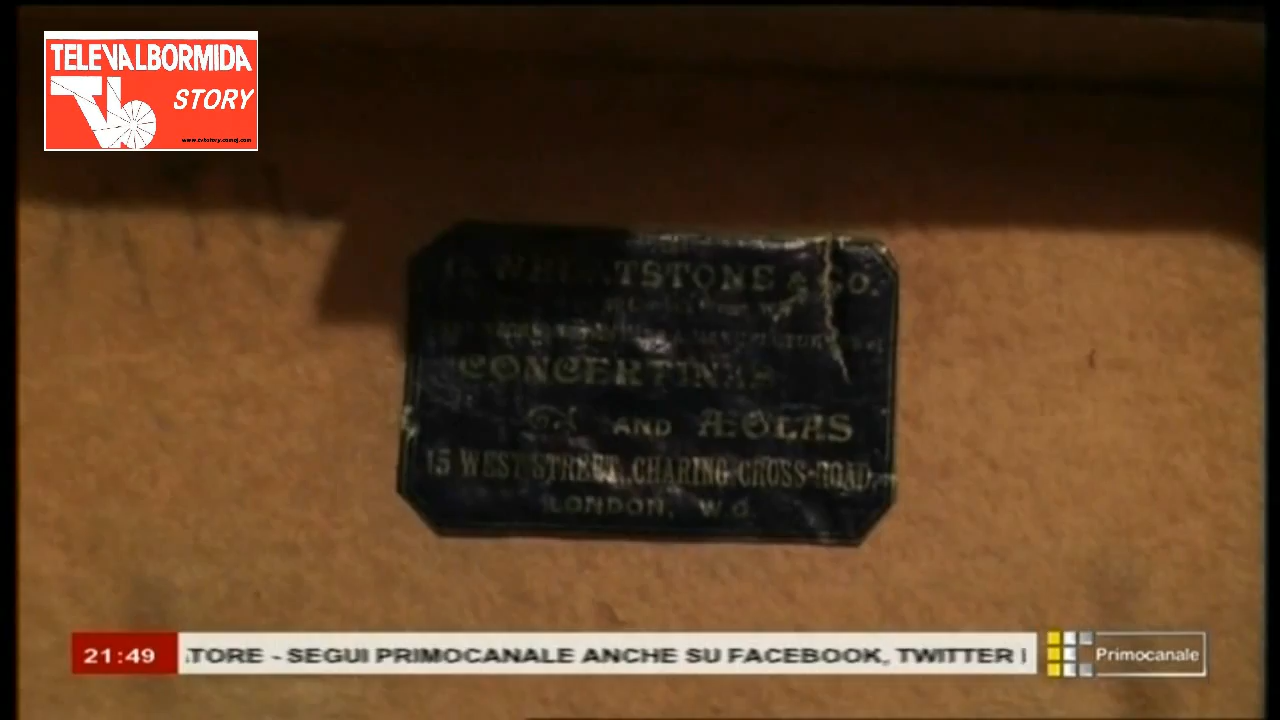 TELEVALBORMIDA
STORY
WHEATSTONE & Co.
CONCERTINAS
AND ÆOLAS
15 WEST STREET, CHARING CROSS-ROAD,
LONDON, W.C.
21:49
TORE - SEGUI PRIMOCANALE ANCHE SU FACEBOOK, TWITTER
Primocanale